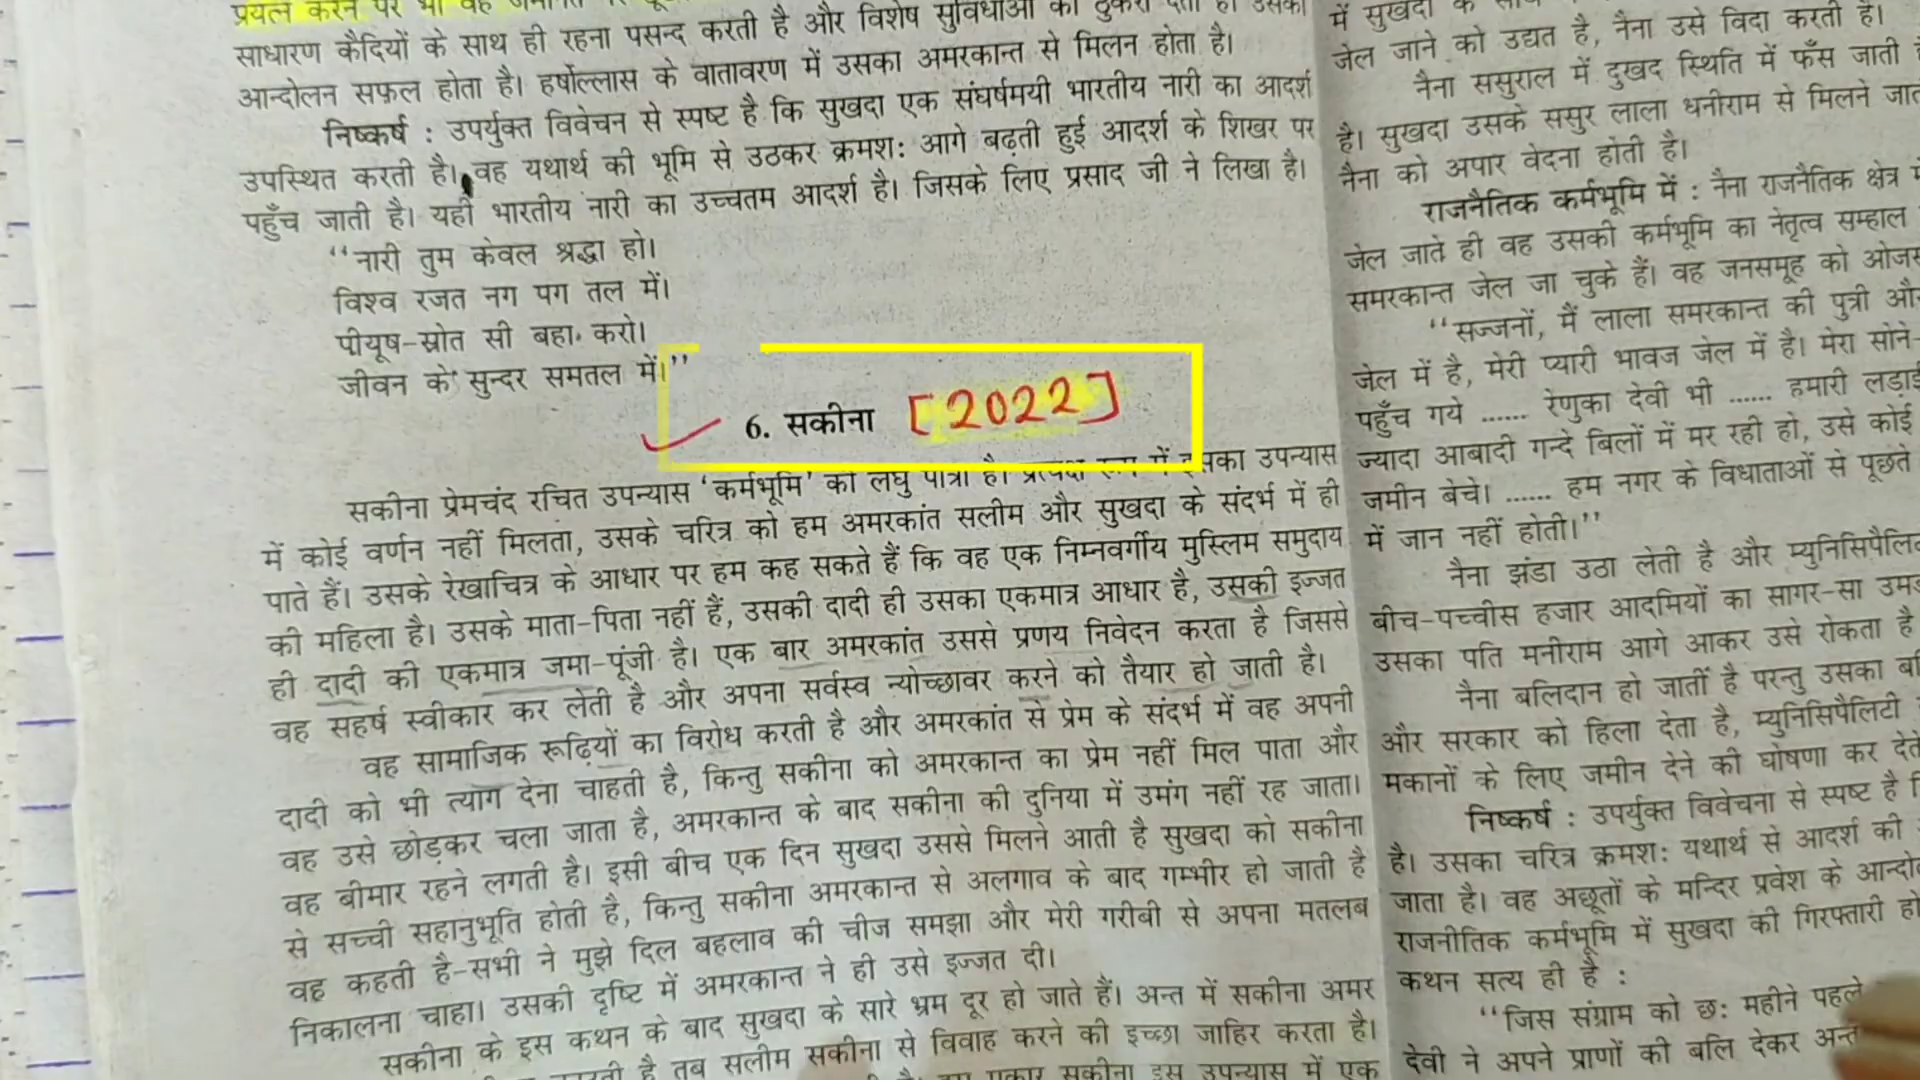 प्रयत्न करने पर भी वह
साधारण कैदियों के साथ ही रहना पसन्द करती है और विशेष सुविधाओं को ठुकरा देती है। उसका
आन्दोलन सफल होता है। हर्षोल्लास के वातावरण में उसका अमरकान्त से मिलन होता है।
निष्कर्ष : उपर्युक्त विवेचन से स्पष्ट है कि सुखदा एक संघर्षमयी भारतीय नारी का आदर्श
उपस्थित करती है। वह यथार्थ की भूमि से उठकर क्रमशः आगे बढ़ती हुई आदर्श के शिखर पर
पहुँच जाती है। यही भारतीय नारी का उच्चतम आदर्श है। जिसके लिए प्रसाद जी ने लिखा है।
‘‘नारी तुम केवल श्रद्धा हो।
विश्व रजत नग पग तल में।
पीयूष-स्रोत सी बहा करो।
जीवन के सुन्दर समतल में।’’
6. सकीना [2022]
सकीना प्रेमचंद रचित उपन्यास ‘कर्मभूमि’ की लघु पात्रा है। प्रत्यक्ष रूप में इसका उपन्यास
में कोई वर्णन नहीं मिलता, उसके चरित्र को हम अमरकांत सलीम और सुखदा के संदर्भ में ही
पाते हैं। उसके रेखाचित्र के आधार पर हम कह सकते हैं कि वह एक निम्नवर्गीय मुस्लिम समुदाय
की महिला है। उसके माता-पिता नहीं हैं, उसकी दादी ही उसका एकमात्र आधार है, उसकी इज्जत
ही दादी की एकमात्र जमा-पूंजी है। एक बार अमरकांत उससे प्रणय निवेदन करता है जिससे
वह सहर्ष स्वीकार कर लेती है और अपना सर्वस्व न्योच्छावर करने को तैयार हो जाती है।
वह सामाजिक रूढ़ियों का विरोध करती है और अमरकांत से प्रेम के संदर्भ में वह अपनी
दादी को भी त्याग देना चाहती है, किन्तु सकीना को अमरकान्त का प्रेम नहीं मिल पाता और
वह उसे छोड़कर चला जाता है, अमरकान्त के बाद सकीना की दुनिया में उमंग नहीं रह जाता।
वह बीमार रहने लगती है। इसी बीच एक दिन सुखदा उससे मिलने आती है सुखदा को सकीना
से सच्ची सहानुभूति होती है, किन्तु सकीना अमरकान्त से अलगाव के बाद गम्भीर हो जाती है
वह कहती है-सभी ने मुझे दिल बहलाव की चीज समझा और मेरी गरीबी से अपना मतलब
निकालना चाहा। उसकी दृष्टि में अमरकान्त ने ही उसे इज्जत दी।
सकीना के इस कथन के बाद सुखदा के सारे भ्रम दूर हो जाते हैं। अन्त में सकीना अमर
है तब सलीम सकीना से विवाह करने की इच्छा जाहिर करता है।
सकीना इस उपन्यास में एक
में सुखदा के
जेल जाने को उद्यत है, नैना उसे विदा करती है।
नैना ससुराल में दुखद स्थिति में फँस जाती
है। सुखदा उसके ससुर लाला धनीराम से मिलने
नैना को अपार वेदना होती है।
राजनैतिक कर्मभूमि में : नैना राजनैतिक क्षेत्र
जेल जाते ही वह उसकी कर्मभूमि का नेतृत्व सम्हाल
समरकान्त जेल जा चुके हैं। वह जनसमूह को
‘‘सज्जनों, मैं लाला समरकान्त की पुत्री
जेल में है, मेरी प्यारी भावज जेल में है। मेरा सोने-
पहुँच गये ...... रेणुका देवी भी ...... हमारी लड़ाई
ज्यादा आबादी गन्दे बिलों में मर रही हो, उसे कोई
जमीन बेचे। ...... हम नगर के विधाताओं से पूछते
में जान नहीं होती।’’
नैना झंडा उठा लेती है और
बीच-पच्चीस हजार आदमियों का सागर-सा
उसका पति मनीराम आगे आकर उसे रोकता है
नैना बलिदान हो जातीं है परन्तु उसका
और सरकार को हिला देता है, म्युनिसिपैलिटी
मकानों के लिए जमीन देने की घोषणा कर
निष्कर्ष : उपर्युक्त विवेचना से स्पष्ट है
है। उसका चरित्र क्रमशः यथार्थ से आदर्श की
जाता है। वह अछूतों के मन्दिर प्रवेश के
राजनीतिक कर्मभूमि में सुखदा की गिरफ्तारी
कथन सत्य ही है :
‘‘जिस संग्राम को छः महीने पहले
देवी ने अपने प्राणों की बलि देकर